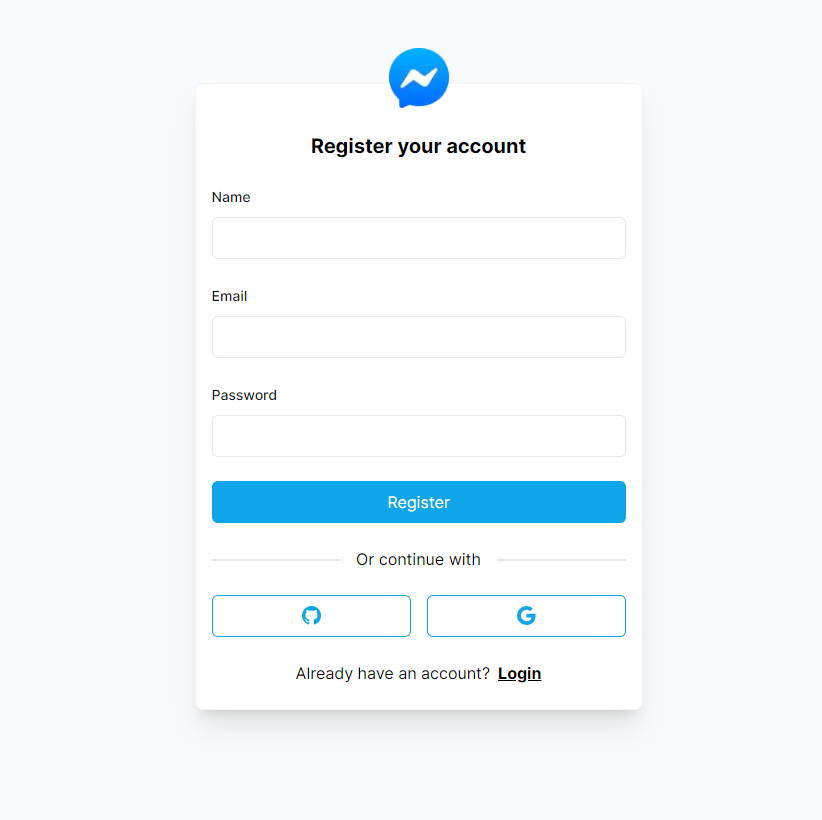 Register your account
Name
Email
Password
Register
Or continue with
Already have an account? Login